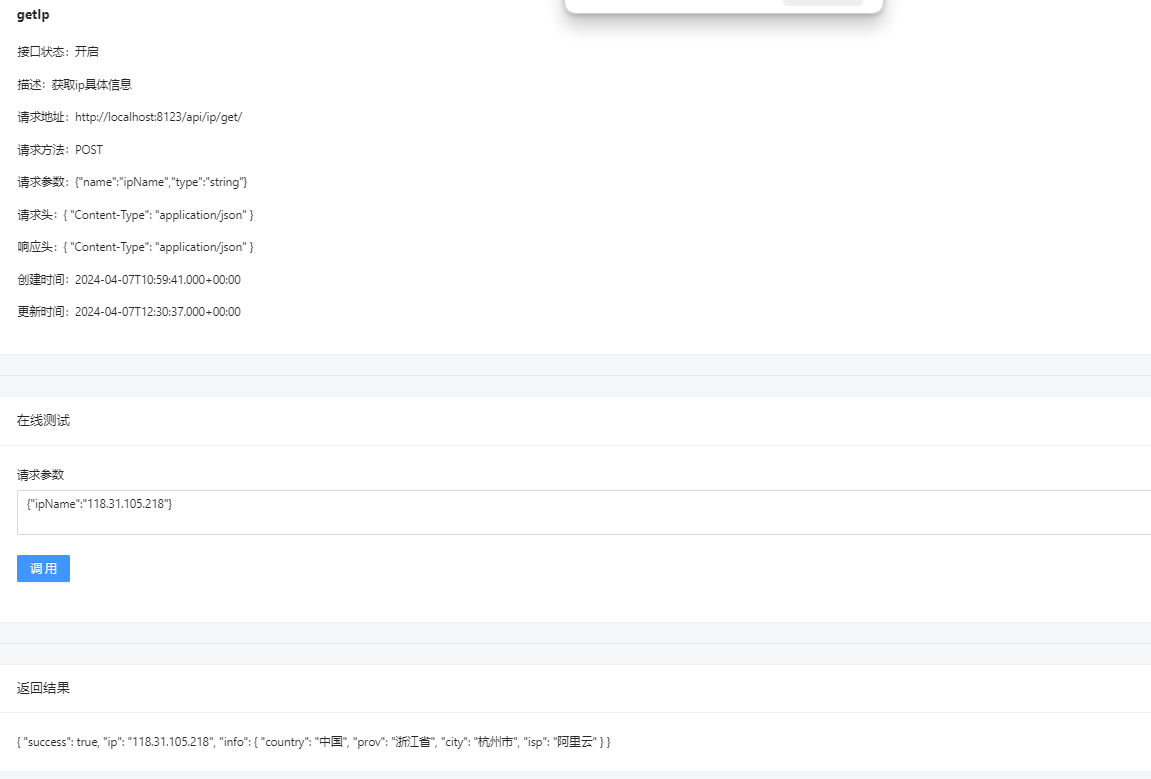 getIp
接口状态：开启
描述：获取ip具体信息
请求地址：http://localhost:8123/api/ip/get/
请求方法：POST
请求参数：{"name":"ipName","type":"string"}
请求头：{ "Content-Type": "application/json" }
响应头：{ "Content-Type": "application/json" }
创建时间：2024-04-07T10:59:41.000+00:00
更新时间：2024-04-07T12:30:37.000+00:00
在线测试
请求参数
{"ipName":"118.31.105.218"}
调 用
返回结果
{ "success": true, "ip": "118.31.105.218", "info": { "country": "中国", "prov": "浙江省", "city": "杭州市", "isp": "阿里云" } }